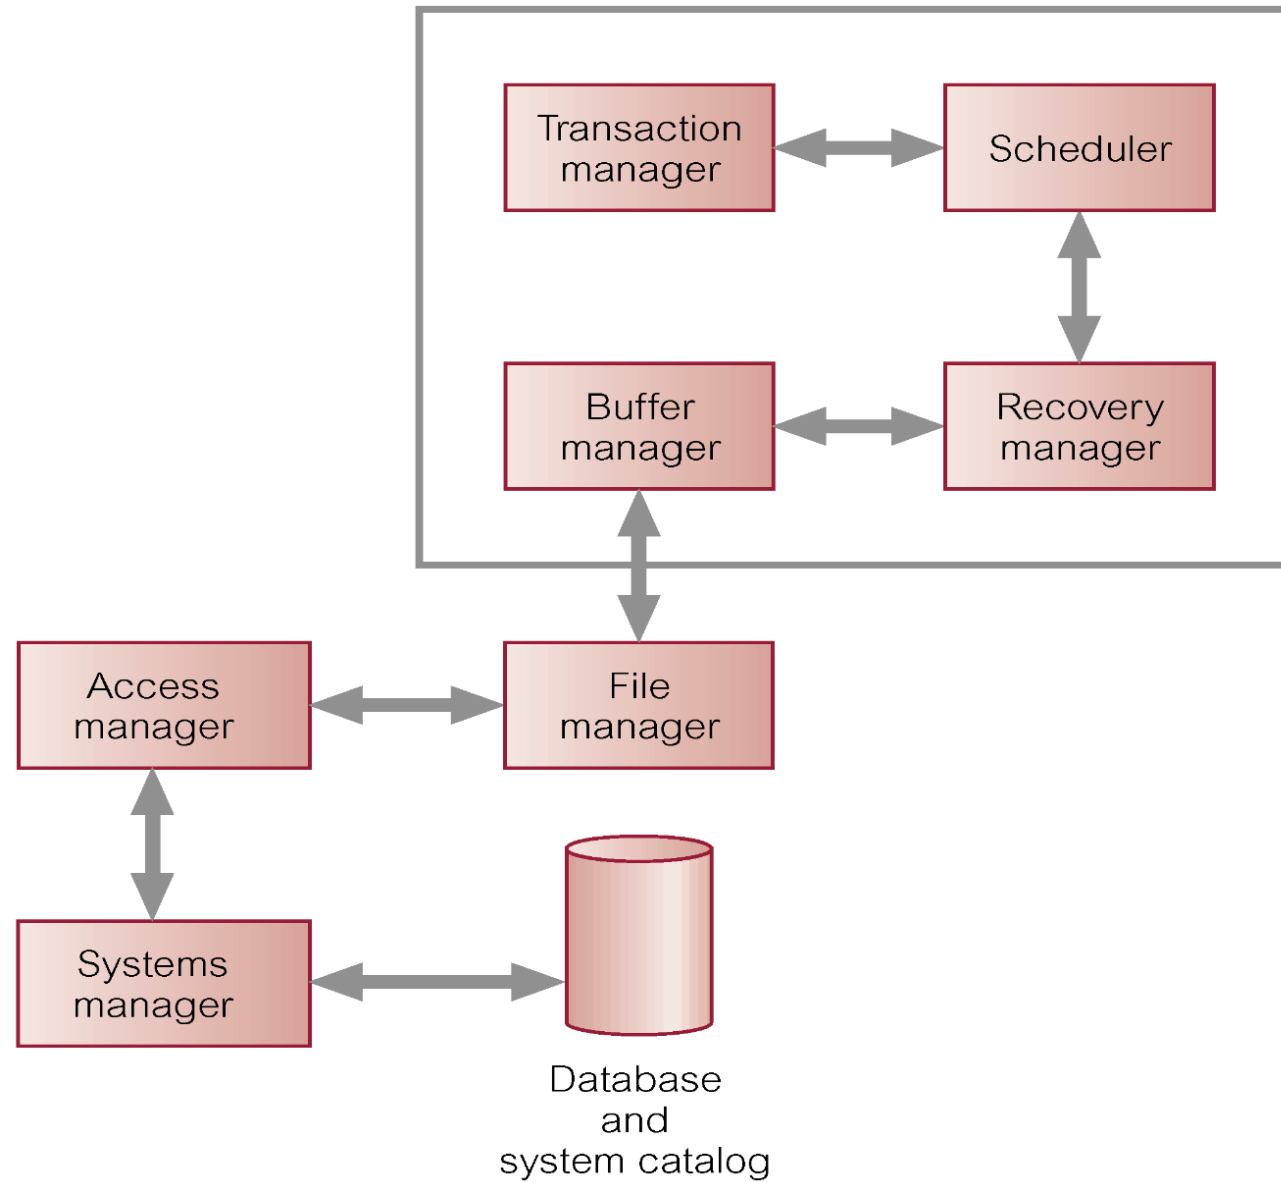 Transaction
manager
Scheduler
Buffer
manager
Recovery
manager
Access
manager
File
manager
Systems
manager
Database
and
system catalog